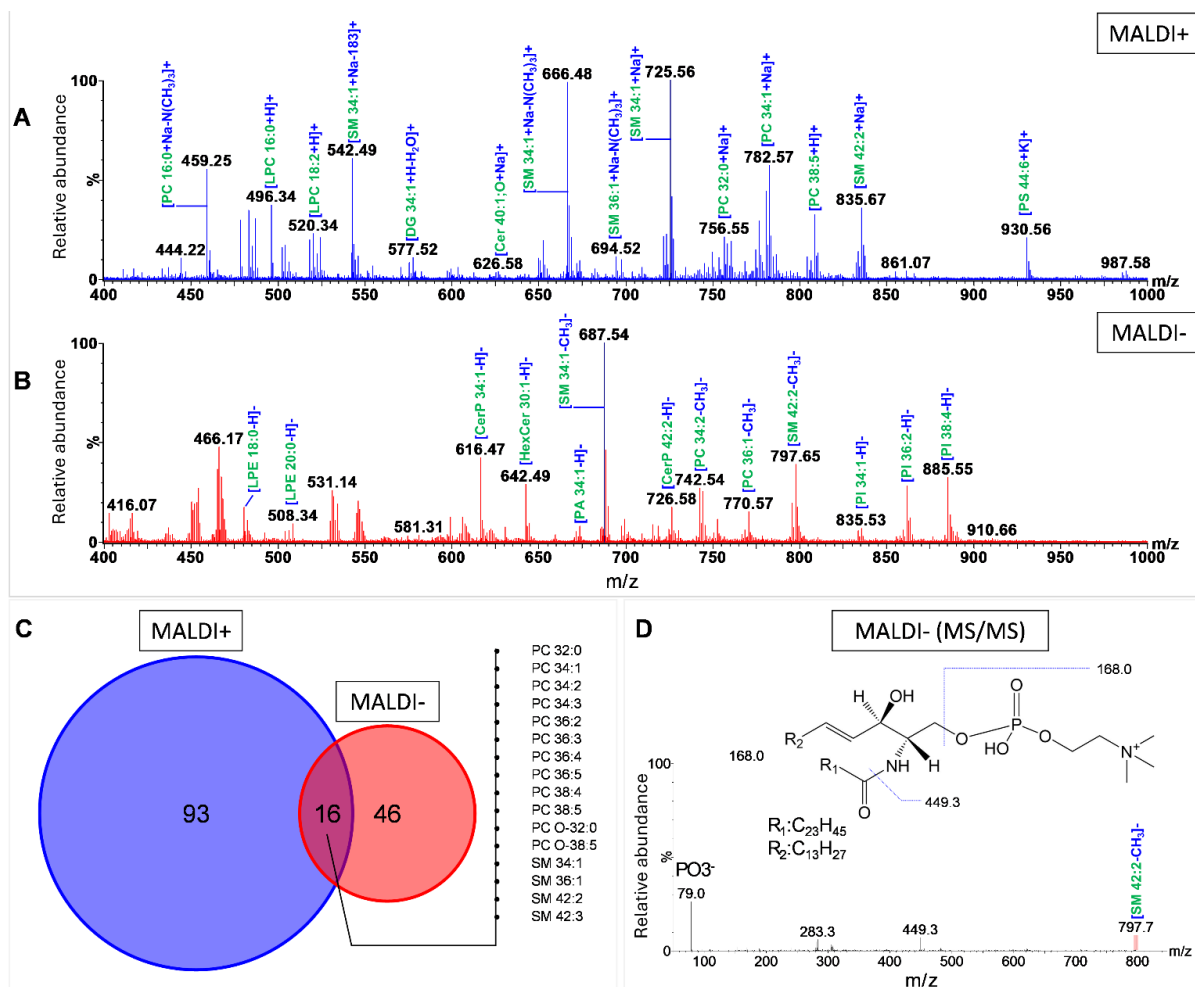 MALDI+
A
Relative abundance
%
100
0
[PC 16:0+Na-N(CH3)3]+
459.25
444.22
[LPC 16:0+H]+
496.34
[LPC 18:2+H]+
520.34
[SM 34:1+Na-183]+
542.49
[DG 34:1+H-H2O]+
577.52
[Cer 40:1;O+Na]+
626.58
[SM 34:1+Na-N(CH3)3]+
666.48
[SM 36:1+Na-N(CH3)3]+
694.52
[SM 34:1+Na]+
725.56
[PC 32:0+Na]+
756.55
[PC 34:1+Na]+
782.57
[PC 38:5+H]+
[SM 42:2+Na]+
835.67
861.07
[PS 44:6+K]+
930.56
987.58
400 450 500 550 600 650 700 750 800 850 900 950 1000 m/z
MALDI-
B
Relative abundance
%
100
0
416.07
466.17
[LPE 18:0-H]-
[LPE 20:0-H]-
508.34
531.14
581.31
[CerP 34:1-H]-
616.47
[HexCer 30:1-H]-
642.49
[SM 34:1-CH3]-
687.54
[PA 34:1-H]-
[CerP 42:2-H]-
726.58
[PC 34:2-CH3]-
742.54
[PC 36:1-CH3]-
770.57
[SM 42:2-CH3]-
797.65
[PI 34:1-H]-
835.53
[PI 36:2-H]-
[PI 38:4-H]-
885.55
910.66
400 450 500 550 600 650 700 750 800 850 900 950 1000
m/z
C
MALDI+
MALDI-
93
16
46
PC 32:0
PC 34:1
PC 34:2
PC 34:3
PC 36:2
PC 36:3
PC 36:4
PC 36:5
PC 38:4
PC 38:5
PC O-32:0
PC O-38:5
SM 34:1
SM 36:1
SM 42:2
SM 42:3
D
MALDI- (MS/MS)
168.0
H OH O
R2 O P O
HO N+
R1 NH H
O
168.0
449.3
R1:C23H45
R2:C13H27
Relative abundance
%
100
0
PO3-
79.0
283.3
449.3
[SM 42:2-CH3]-
797.7
100 200 300 400 500 600 700 800 m/z
m/z